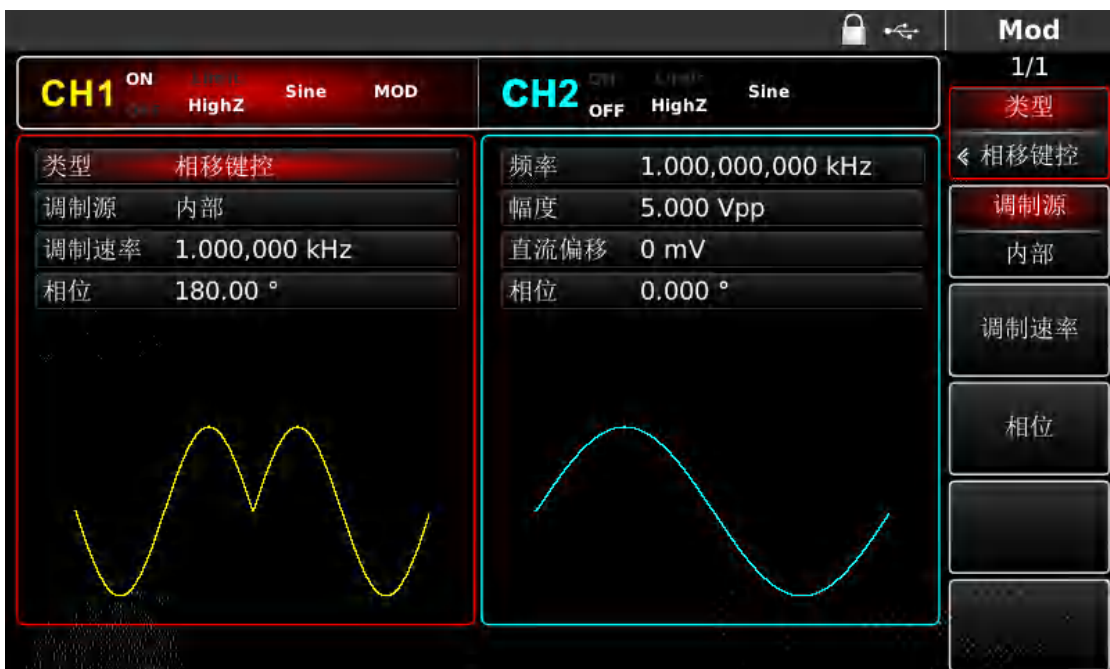 Mod
1/1
CH1 ON Sine MOD
HighZ
CH2 Sine
OFF HighZ
类型 相移键控
调制源 内部
调制速率 1.000,000 kHz
相位 180.00 °
频率 1.000,000,000 kHz
幅度 5.000 Vpp
直流偏移 0 mV
相位 0.000 °
类型
相移键控
调制源
内部
调制速率
相位